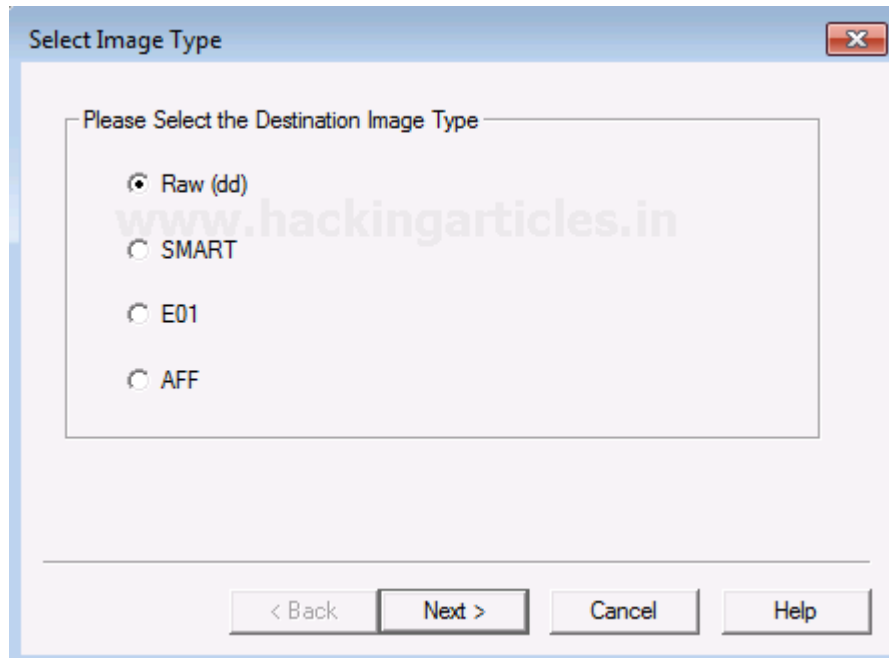 Select Image Type
Please Select the Destination Image Type
Raw (dd)
www.hackingarticles.in
SMART
E01
AFF
< Back Next > Cancel Help